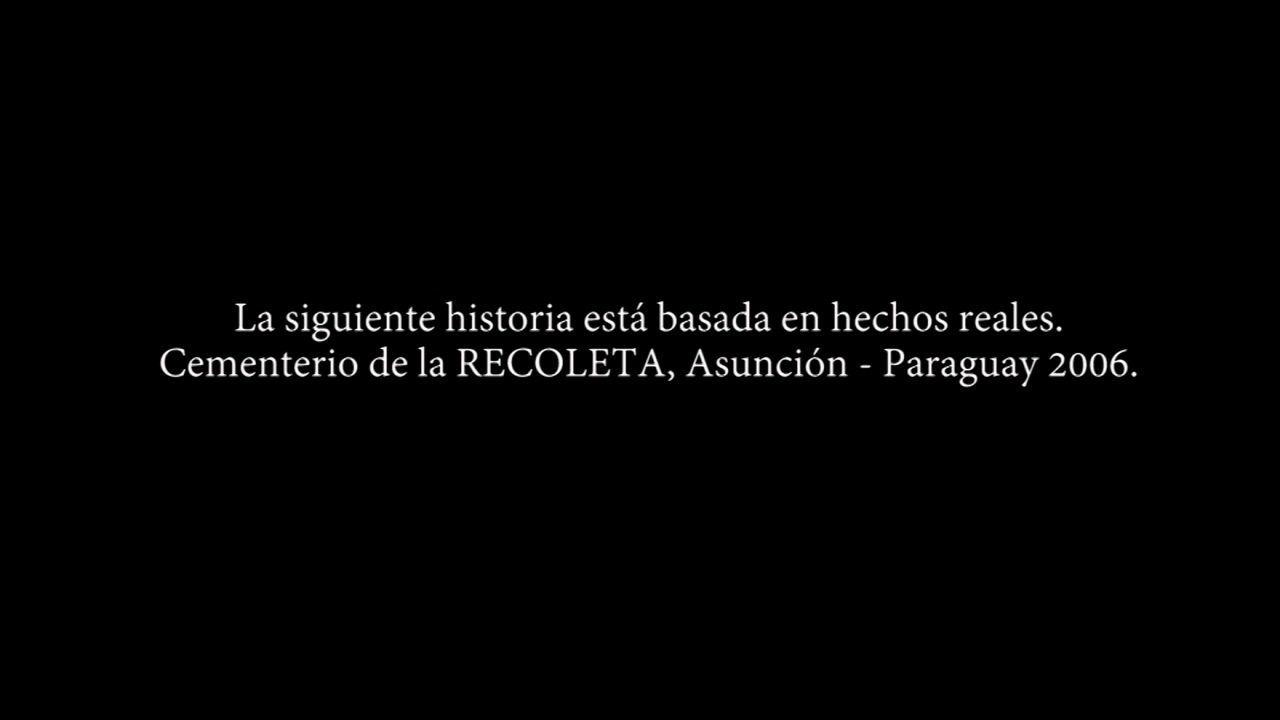 La siguiente historia está basada en hechos reales.
Cementerio de la RECOLETA, Asunción - Paraguay 2006.